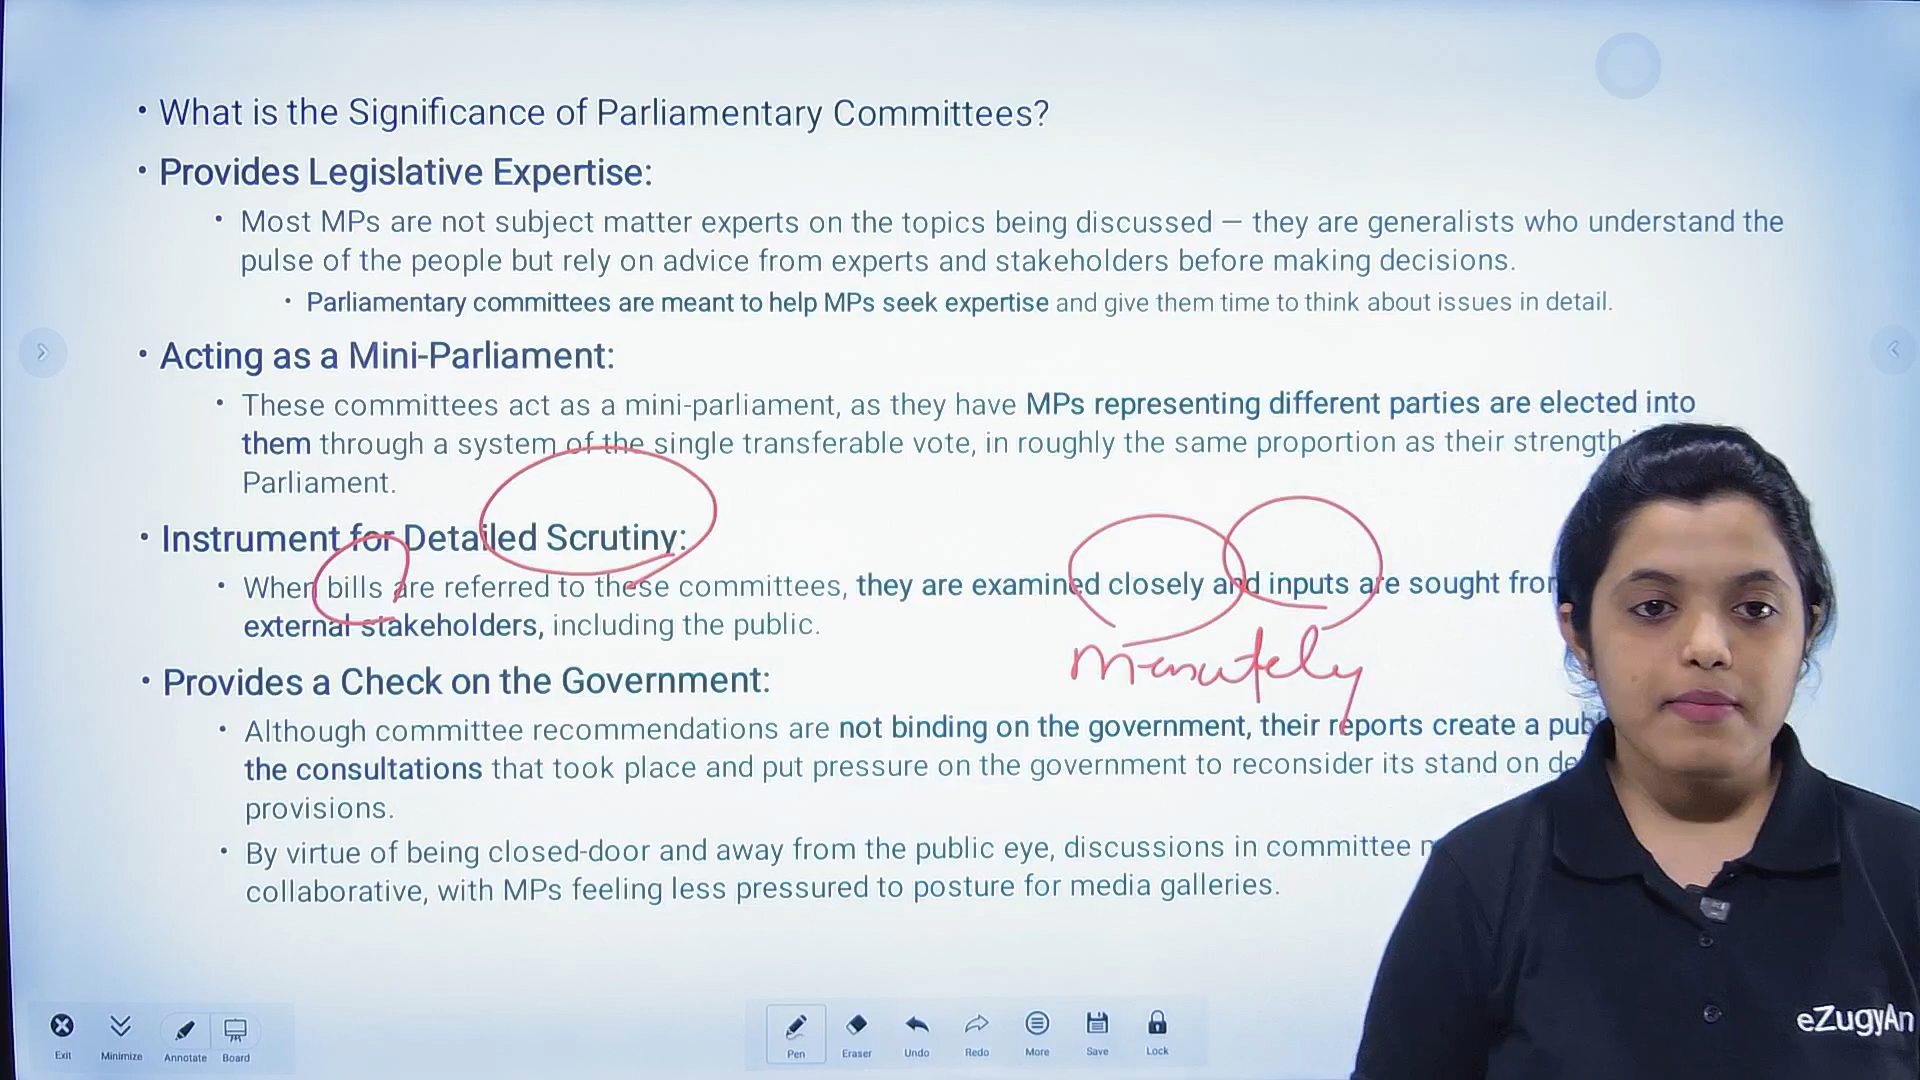 • What is the Significance of Parliamentary Committees?
• Provides Legislative Expertise:
• Most MPs are not subject matter experts on the topics being discussed — they are generalists who understand the
pulse of the people but rely on advice from experts and stakeholders before making decisions.
• Parliamentary committees are meant to help MPs seek expertise and give them time to think about issues in detail.
• Acting as a Mini-Parliament:
• These committees act as a mini-parliament, as they have MPs representing different parties are elected into
them through a system of the single transferable vote, in roughly the same proportion as their strength
Parliament.
• Instrument for Detailed Scrutiny:
• When bills are referred to these committees, they are examined closely and inputs are sought from
external stakeholders, including the public.
Minutely
• Provides a Check on the Government:
• Although committee recommendations are not binding on the government, their reports create a
the consultations that took place and put pressure on the government to reconsider its stand on
provisions.
• By virtue of being closed-door and away from the public eye, discussions in committee
collaborative, with MPs feeling less pressured to posture for media galleries.
eZugyAn
Exit Minimize Annotate Board Pen Eraser Undo Redo More Save Lock